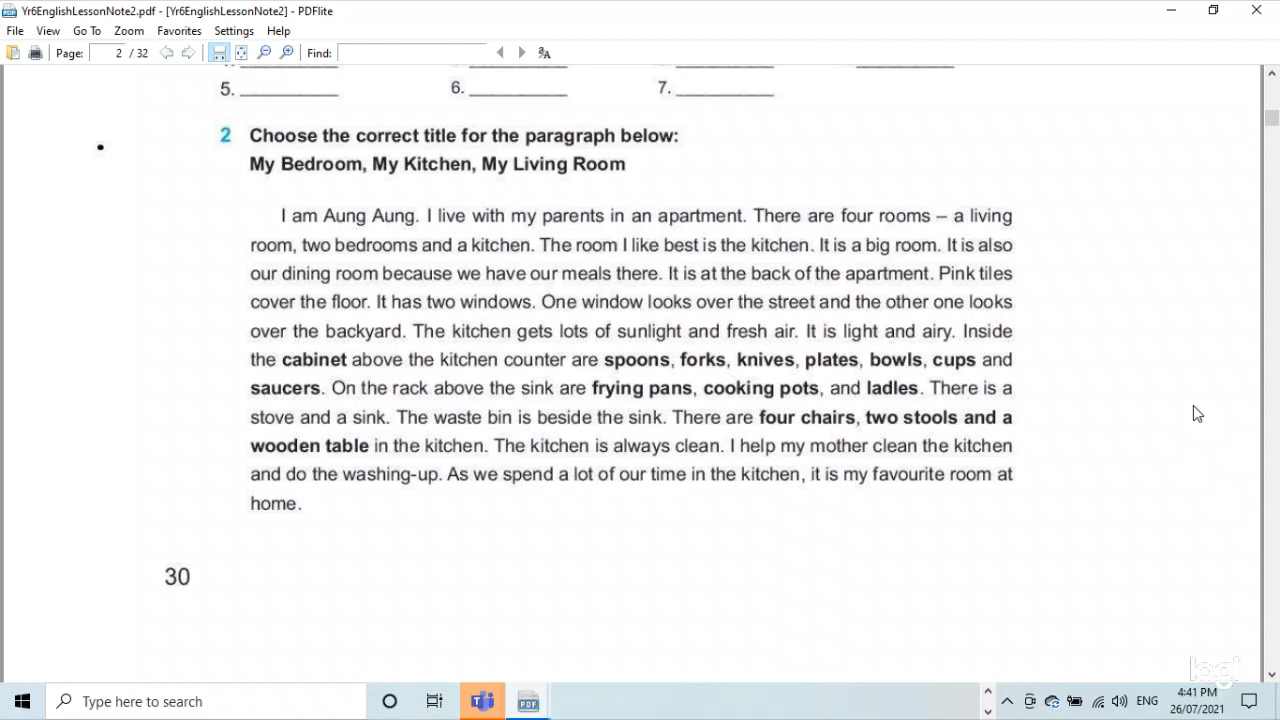 Yr6EnglishLessonNote2.pdf - [Yr6EnglishLessonNote2] - PDFlite
File View Go To Zoom Favorites Settings Help
Page: 2 / 32 Find:
5. __________ 6. __________ 7. __________
2 Choose the correct title for the paragraph below:
My Bedroom, My Kitchen, My Living Room
I am Aung Aung. I live with my parents in an apartment. There are four rooms – a living
room, two bedrooms and a kitchen. The room I like best is the kitchen. It is a big room. It is also
our dining room because we have our meals there. It is at the back of the apartment. Pink tiles
cover the floor. It has two windows. One window looks over the street and the other one looks
over the backyard. The kitchen gets lots of sunlight and fresh air. It is light and airy. Inside
the cabinet above the kitchen counter are spoons, forks, knives, plates, bowls, cups and
saucers. On the rack above the sink are frying pans, cooking pots, and ladles. There is a
stove and a sink. The waste bin is beside the sink. There are four chairs, two stools and a
wooden table in the kitchen. The kitchen is always clean. I help my mother clean the kitchen
and do the washing-up. As we spend a lot of our time in the kitchen, it is my favourite room at
home.
30
Type here to search
PDF
ENG
4:41 PM
26/07/2021